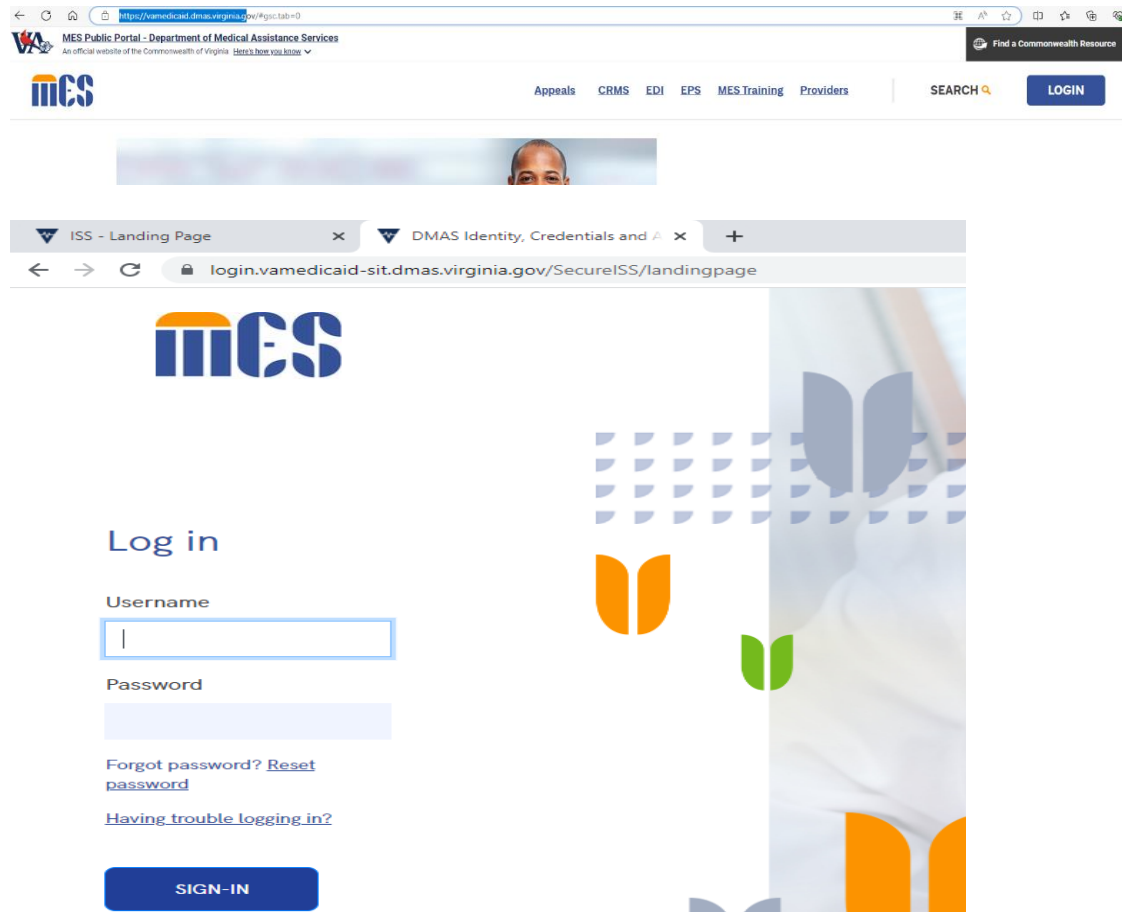 https://vamedicaid.dmas.virginia.gov/#gsc.tab=0
VA MES Public Portal - Department of Medical Assistance Services
An official website of the Commonwealth of Virginia Here's how you know
Find a Commonwealth Resource
mes Appeals CRMS EDI EPS MES Training Providers SEARCH LOGIN
ISS - Landing Page × DMAS Identity, Credentials and A × +
login.vamedicaid-sit.dmas.virginia.gov/SecureISS/landingpage
mes
Log in
Username
Password
Forgot password? Reset
password
Having trouble logging in?
SIGN-IN